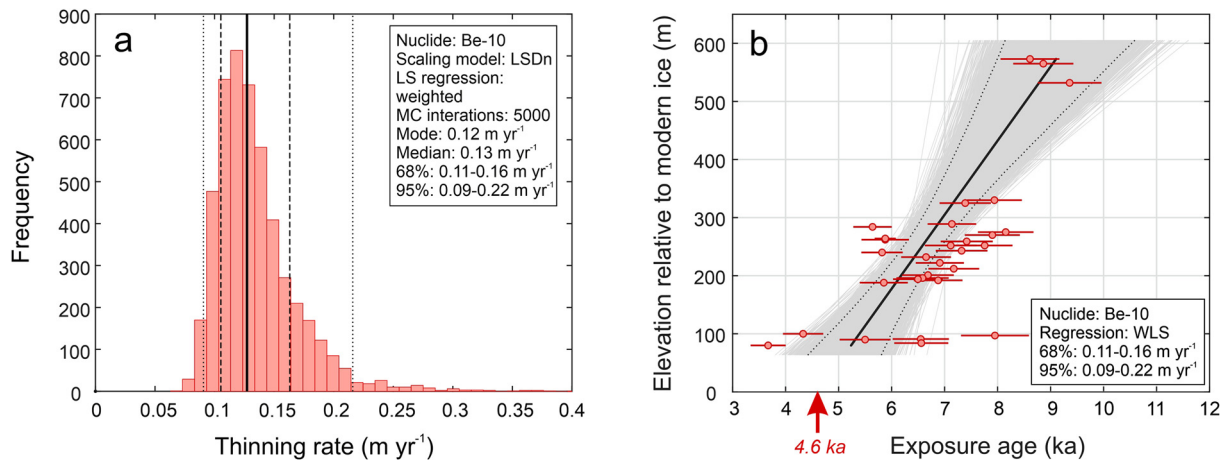 a
900
800
700
600
500
400
300
200
100
0
Frequency
0
0.05
0.1
0.15
0.2
0.25
0.3
0.35
0.4
Thinning rate (m yr⁻¹)
Nuclide: Be-10
Scaling model: LSDn
LS regression:
weighted
MC interations: 5000
Mode: 0.12 m yr⁻¹
Median: 0.13 m yr⁻¹
68%: 0.11-0.16 m yr⁻¹
95%: 0.09-0.22 m yr⁻¹
b
600
500
400
300
200
100
0
Elevation relative to modern ice (m)
3
4
5
6
7
8
9
10
11
12
4.6 ka
Exposure age (ka)
Nuclide: Be-10
Regression: WLS
68%: 0.11-0.16 m yr⁻¹
95%: 0.09-0.22 m yr⁻¹